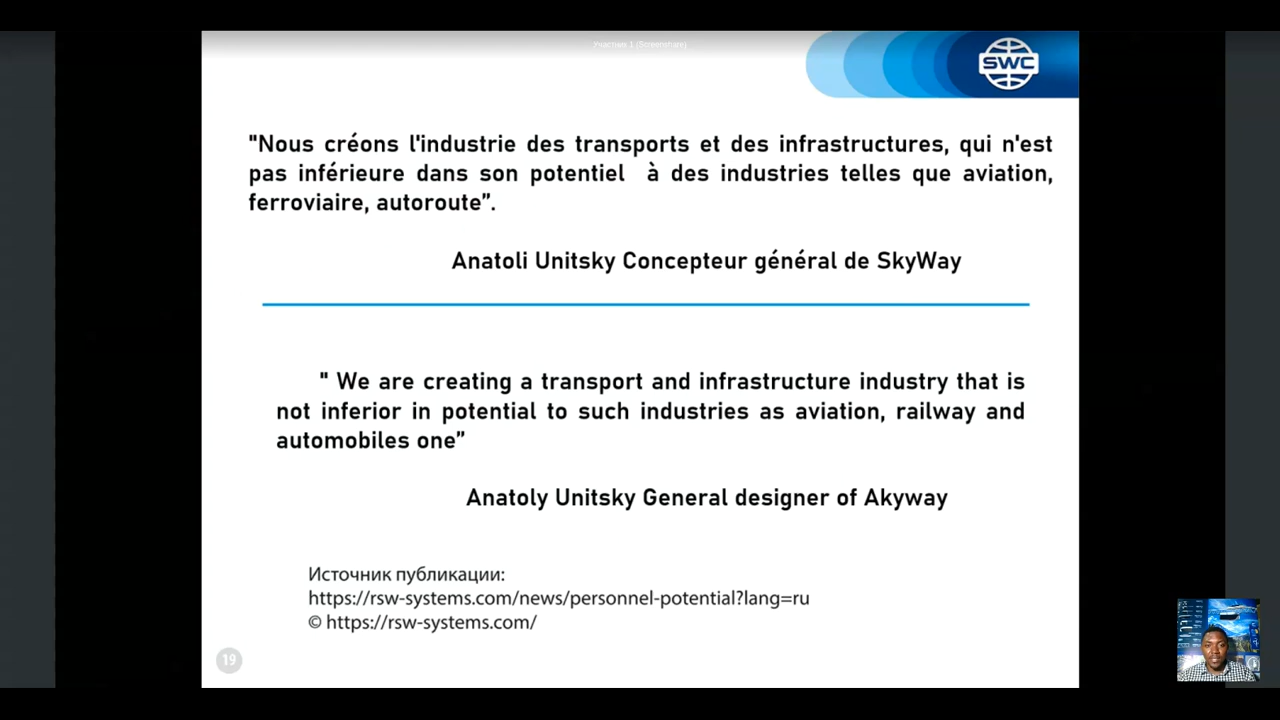 Участник 1 (Screenshare)
SWC
"Nous créons l'industrie des transports et des infrastructures, qui n'est
pas inférieure dans son potentiel à des industries telles que aviation,
ferroviaire, autoroute”.
Anatoli Unitsky Concepteur général de SkyWay
" We are creating a transport and infrastructure industry that is
not inferior in potential to such industries as aviation, railway and
automobiles one”
Anatoly Unitsky General designer of Akyway
Источник публикации:
https://rsw-systems.com/news/personnel-potential?lang=ru
© https://rsw-systems.com/
19